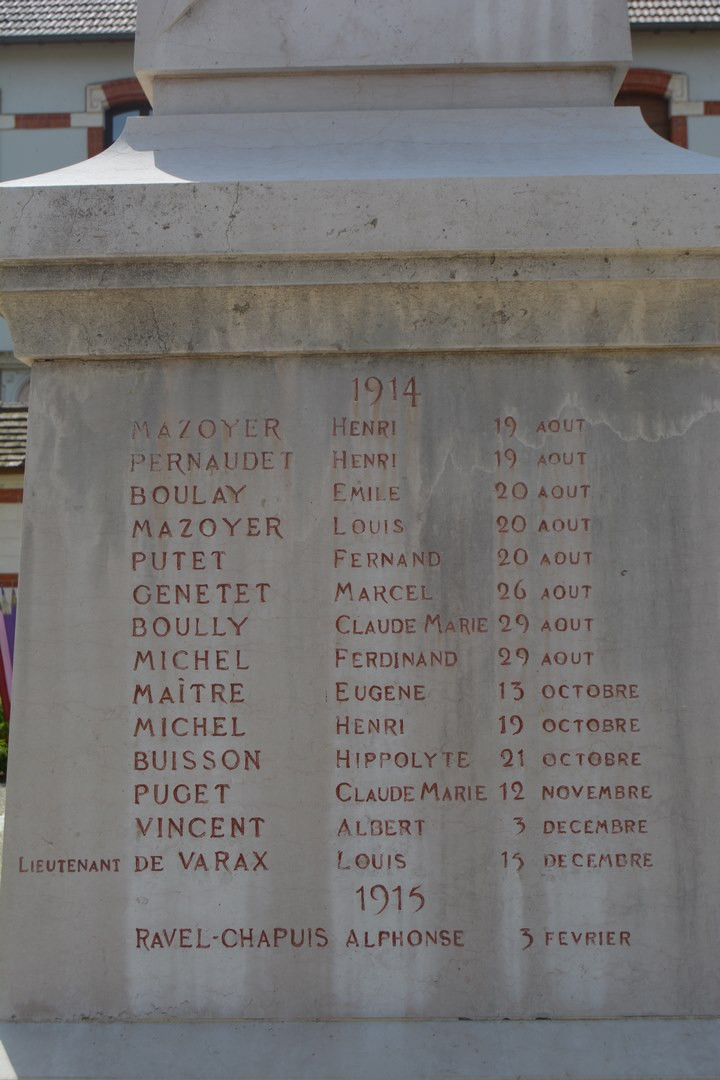 1914
MAZOYER HENRI 19 AOUT
PERNAUDET HENRI 19 AOUT
BOULAY EMILE 20 AOUT
MAZOYER LOUIS 20 AOUT
PUTET FERNAND 20 AOUT
GENETET MARCEL 26 AOUT
BOULLY CLAUDE MARIE 29 AOUT
MICHEL FERDINAND 29 AOUT
MAÎTRE EUGENE 13 OCTOBRE
MICHEL HENRI 19 OCTOBRE
BUISSON HIPPOLYTE 21 OCTOBRE
PUGET CLAUDE MARIE 12 NOVEMBRE
VINCENT ALBERT 3 DECEMBRE
LIEUTENANT DE VARAX LOUIS 15 DECEMBRE
1915
RAVEL-CHAPUIS ALPHONSE 3 FEVRIER